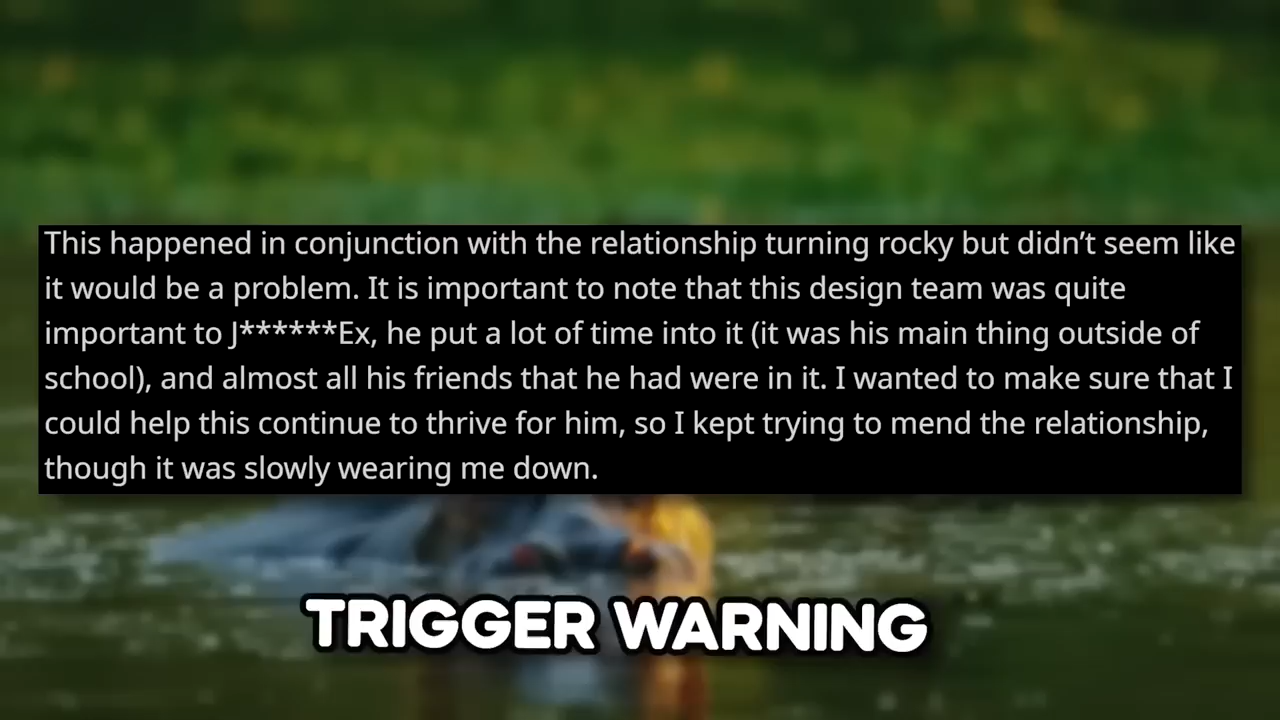 This happened in conjunction with the relationship turning rocky but didn’t seem like
it would be a problem. It is important to note that this design team was quite
important to J******Ex, he put a lot of time into it (it was his main thing outside of
school), and almost all his friends that he had were in it. I wanted to make sure that I
could help this continue to thrive for him, so I kept trying to mend the relationship,
though it was slowly wearing me down.
TRIGGER WARNING